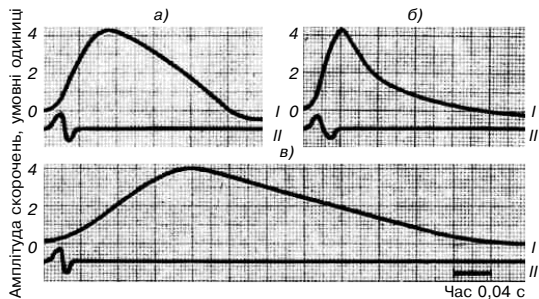 Амплітуда скорочень, умовні одиниці
а)
4
2
0
I
II
б)
4
2
0
I
II
в)
4
2
0
I
II
Час 0,04 с